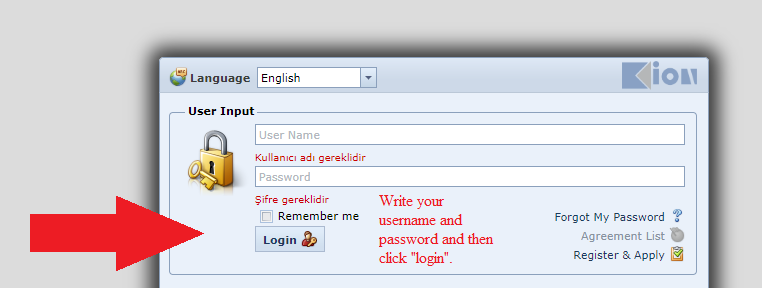 Language English Kion
User Input
User Name
Kullanıcı adı gereklidir
Password
Şifre gereklidir
Remember me
Login
Write your
username and
password and then
click "login".
Forgot My Password
Agreement List
Register & Apply